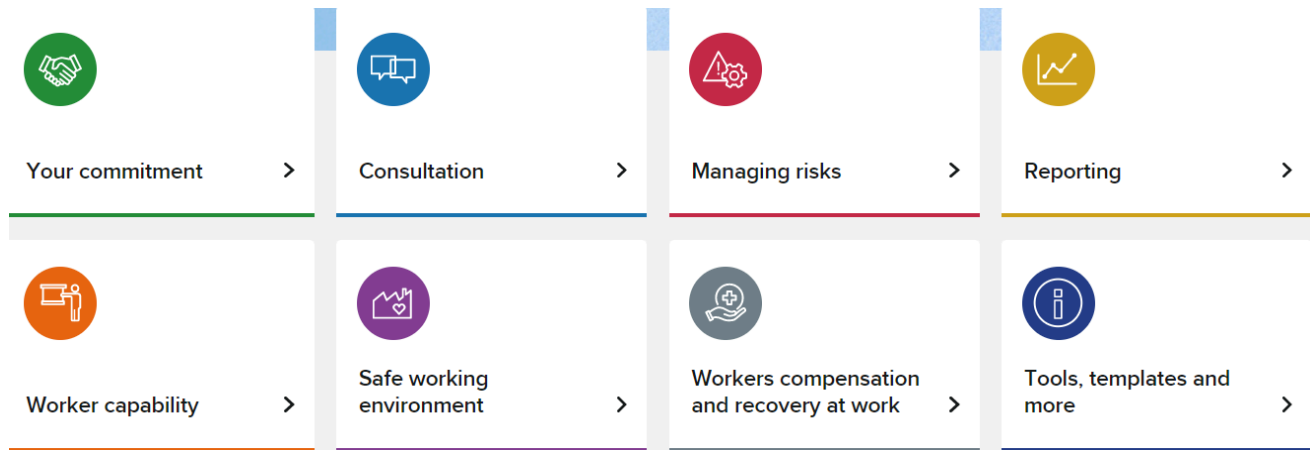 Your commitment
Consultation
Managing risks
Reporting
Worker capability
Safe working
environment
Workers compensation
and recovery at work
Tools, templates and
more